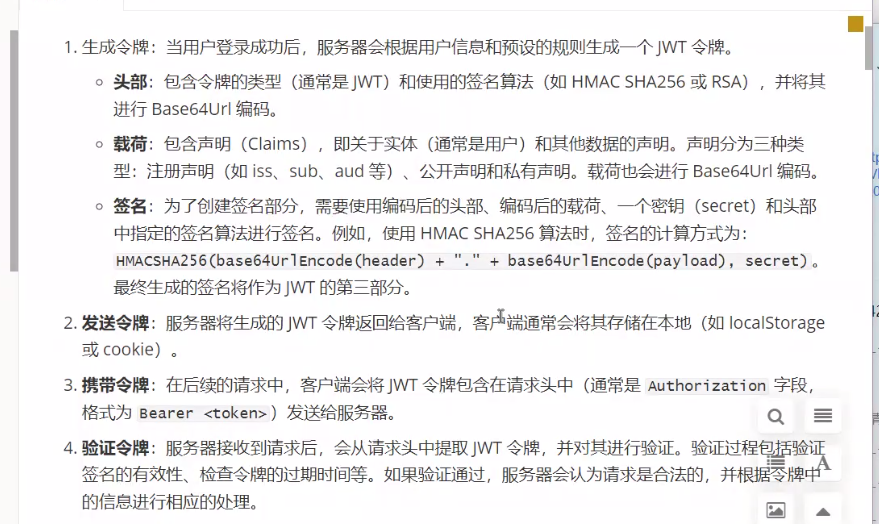 1. 生成令牌：当用户登录成功后，服务器会根据用户信息和预设的规则生成一个 JWT 令牌。
头部：包含令牌的类型（通常是 JWT）和使用的签名算法（如 HMAC SHA256 或 RSA），并将其
进行 Base64Url 编码。
载荷：包含声明（Claims），即关于实体（通常是用户）和其他数据的声明。声明分为三种类
型：注册声明（如 iss、sub、aud 等）、公开声明和私有声明。载荷也会进行 Base64Url 编码。
签名：为了创建签名部分，需要使用编码后的头部、编码后的载荷、一个密钥（secret）和头部
中指定的签名算法进行签名。例如，使用 HMAC SHA256 算法时，签名的计算方式为：
HMACSHA256(base64UrlEncode(header) + "." + base64UrlEncode(payload), secret)。
最终生成的签名将作为 JWT 的第三部分。
2. 发送令牌：服务器将生成的 JWT 令牌返回给客户端，客户端通常会将其存储在本地（如 localStorage
或 cookie）。
3. 携带令牌：在后续的请求中，客户端会将 JWT 令牌包含在请求头中（通常是 Authorization 字段，
格式为 Bearer <token>）发送给服务器。
4. 验证令牌：服务器接收到请求后，会从请求头中提取 JWT 令牌，并对其进行验证。验证过程包括验证
签名的有效性、检查令牌的过期时间等。如果验证通过，服务器会认为请求是合法的，并根据令牌中
的信息进行相应的处理。